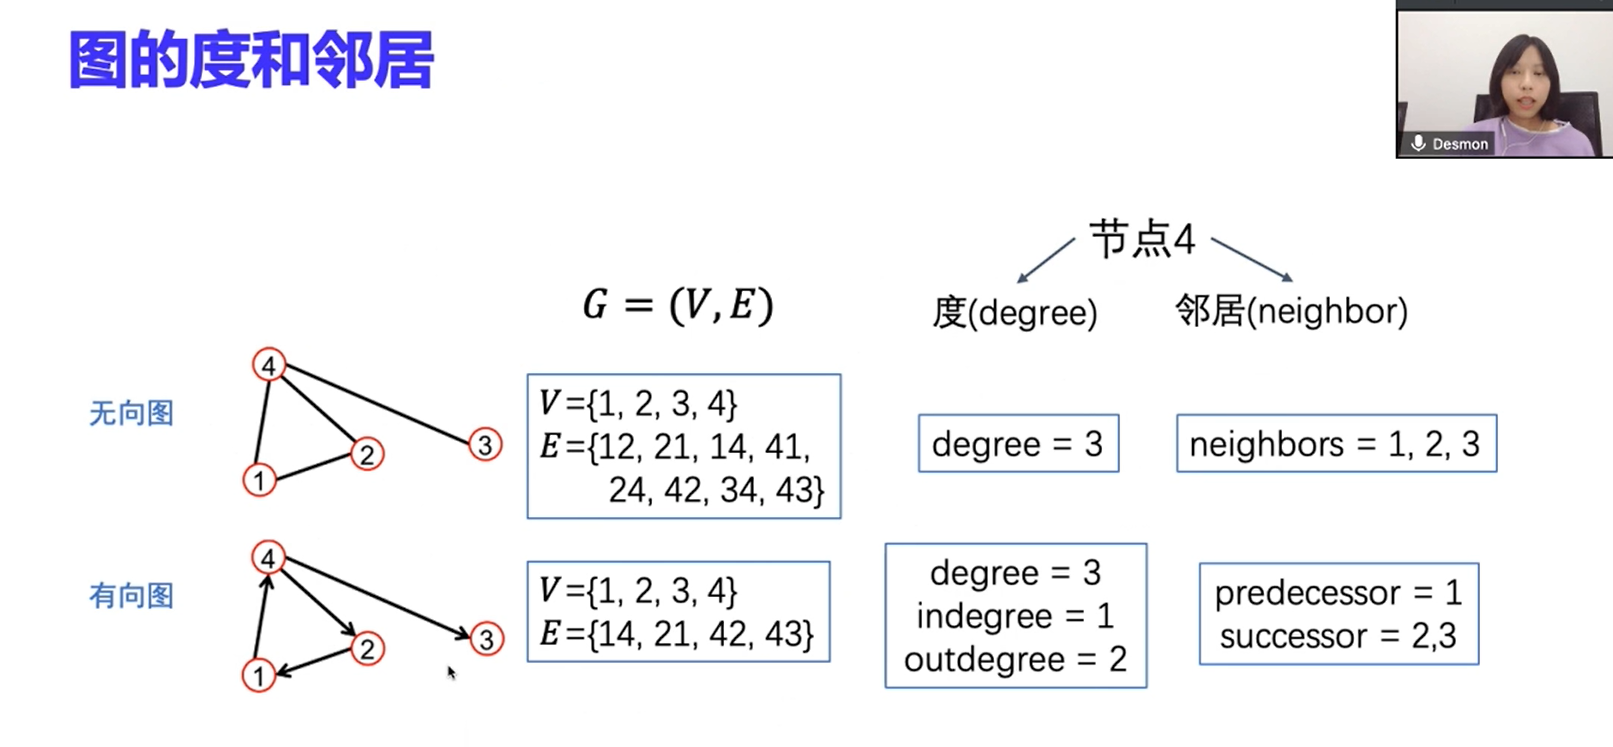 图的度和邻居
Desmon
节点4
G = (V, E)
度(degree)
邻居(neighbor)
无向图
4
3
2
1
V={1, 2, 3, 4}
E={12, 21, 14, 41,
24, 42, 34, 43}
degree = 3
neighbors = 1, 2, 3
有向图
4
3
2
1
V={1, 2, 3, 4}
E={14, 21, 42, 43}
degree = 3
indegree = 1
outdegree = 2
predecessor = 1
successor = 2,3